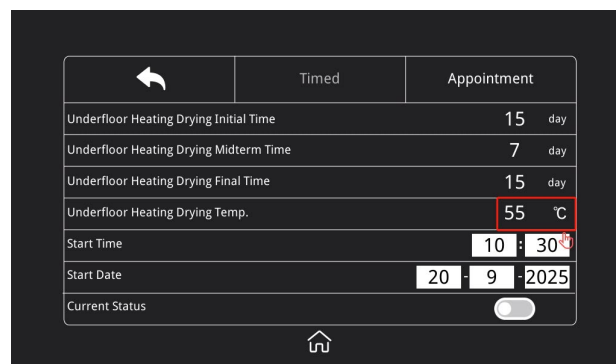 Timed Appointment
Underfloor Heating Drying Initial Time 15 day
Underfloor Heating Drying Midterm Time 7 day
Underfloor Heating Drying Final Time 15 day
Underfloor Heating Drying Temp. 55 ℃
Start Time 10 : 30
Start Date 20 - 9 - 2025
Current Status